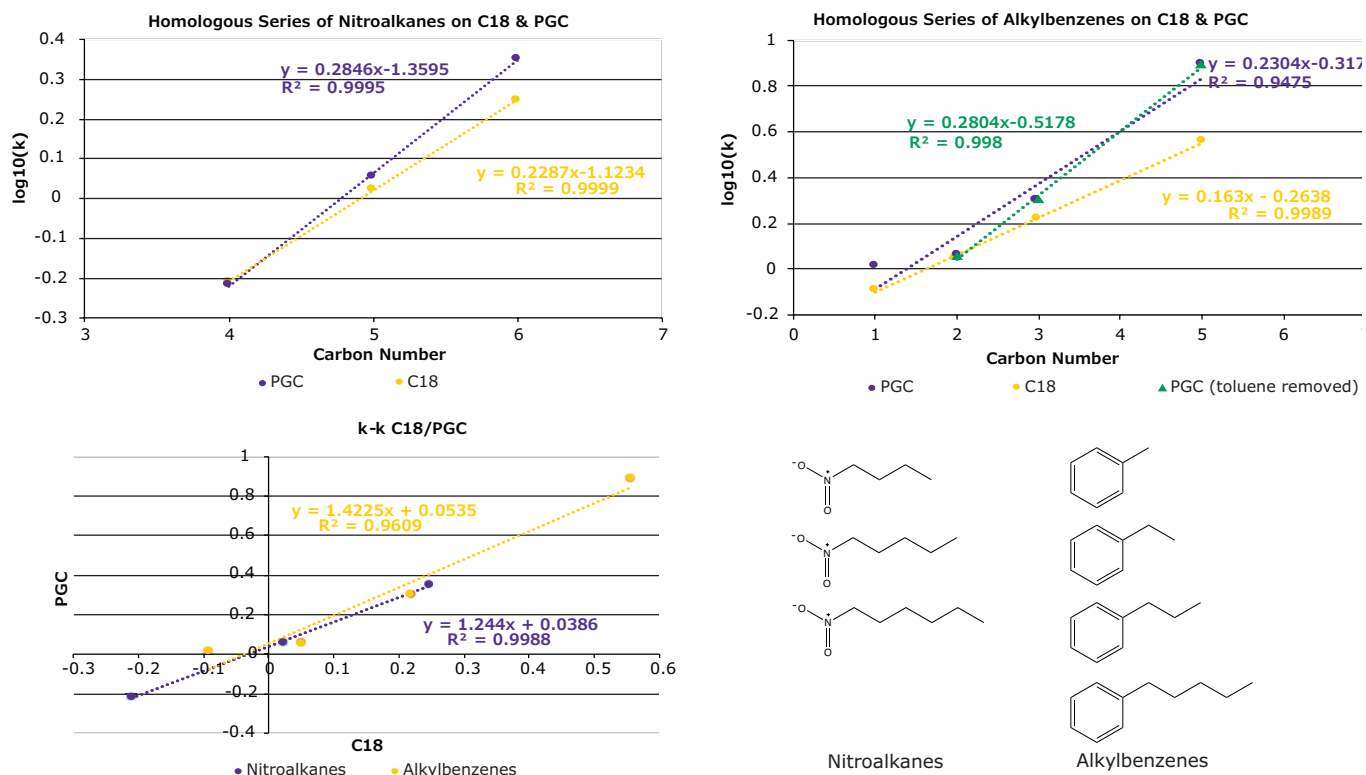 Homologous Series of Nitroalkanes on C18 & PGC
0.4
0.3
0.2
0.1
0
-0.1
-0.2
-0.3
log10(k)
y = 0.2846x-1.3595
R² = 0.9995
y = 0.2287x-1.1234
R² = 0.9999
3
4
5
6
7
Carbon Number
PGC
C18
Homologous Series of Alkylbenzenes on C18 & PGC
1
0.8
0.6
0.4
0.2
0
-0.2
log10(k)
y = 0.2304x-0.317
R² = 0.9475
y = 0.2804x-0.5178
R² = 0.998
y = 0.163x - 0.2638
R² = 0.9989
0
1
2
3
4
5
6
Carbon Number
PGC
C18
PGC (toluene removed)
k-k C18/PGC
1
0.8
0.6
0.4
0.2
0
-0.2
-0.4
PGC
y = 1.4225x + 0.0535
R² = 0.9609
y = 1.244x + 0.0386
R² = 0.9988
-0.3
-0.2
-0.1
0
0.1
0.2
0.3
0.4
0.5
0.6
C18
Nitroalkanes
Alkylbenzenes
-O
N+
O
-O
N+
O
-O
N+
O
Nitroalkanes
Alkylbenzenes